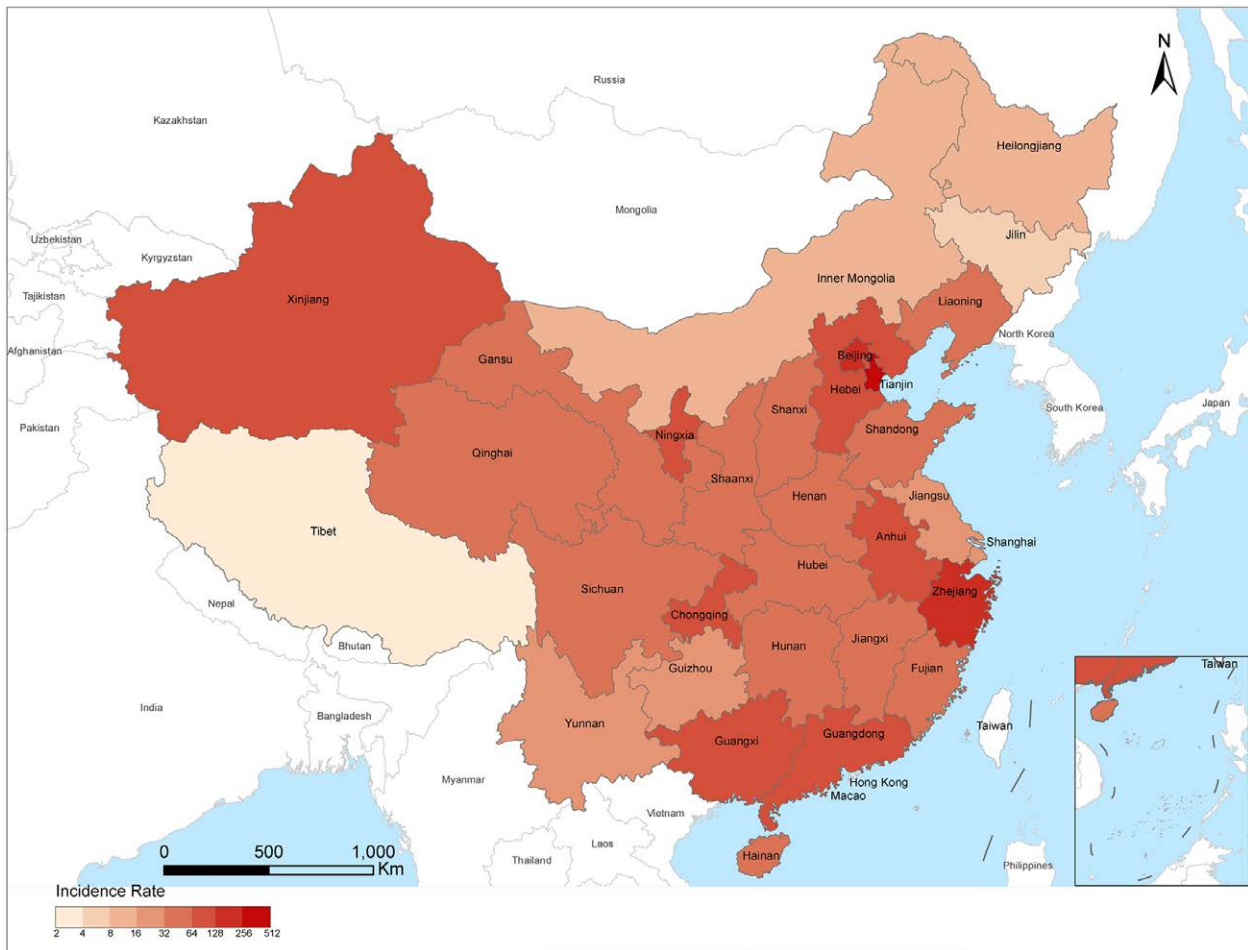 N
Russia
Kazakhstan
Heilongjiang
Mongolia
Jilin
Uzbekistan
Kyrgyzstan
Inner Mongolia
Tajikistan
Xinjiang
Liaoning
North Korea
Afghanistan
Gansu
Beijing
Tianjin
Hebei
Japan
South Korea
Shanxi
Pakistan
Shandong
Ningxia
Qinghai
Shaanxi
Henan
Jiangsu
Tibet
Anhui
Shanghai
Hubei
Sichuan
Zhejiang
Nepal
Chongqing
Jiangxi
Bhutan
Hunan
Guizhou
Fujian
Taiwan
India
Bangladesh
Yunnan
Taiwan
Guangxi
Guangdong
Myanmar
Hong Kong
Macao
Vietnam
Laos
Thailand
Hainan
Philippines
0 500 1,000
Km
Incidence Rate
2 4 8 16 32 64 128 256 512